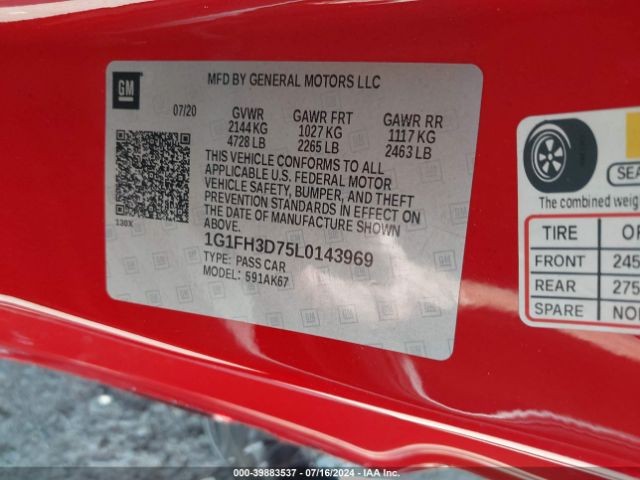 GM
MFD BY GENERAL MOTORS LLC
07/20 GVWR GAWR FRT GAWR RR
2144 KG 1027 KG 1117 KG
4728 LB 2265 LB 2463 LB
THIS VEHICLE CONFORMS TO ALL
APPLICABLE U.S. FEDERAL MOTOR
VEHICLE SAFETY, BUMPER, AND THEFT
PREVENTION STANDARDS IN EFFECT ON
THE DATE OF MANUFACTURE SHOWN
ABOVE.
130X
1G1FH3D75L0143969
TYPE: PASS CAR
MODEL: 591AK67
SEA
The combined weig
TIRE OR
FRONT 245
REAR 275
SPARE NO
000-39883537 - 07/16/2024 - IAA Inc.